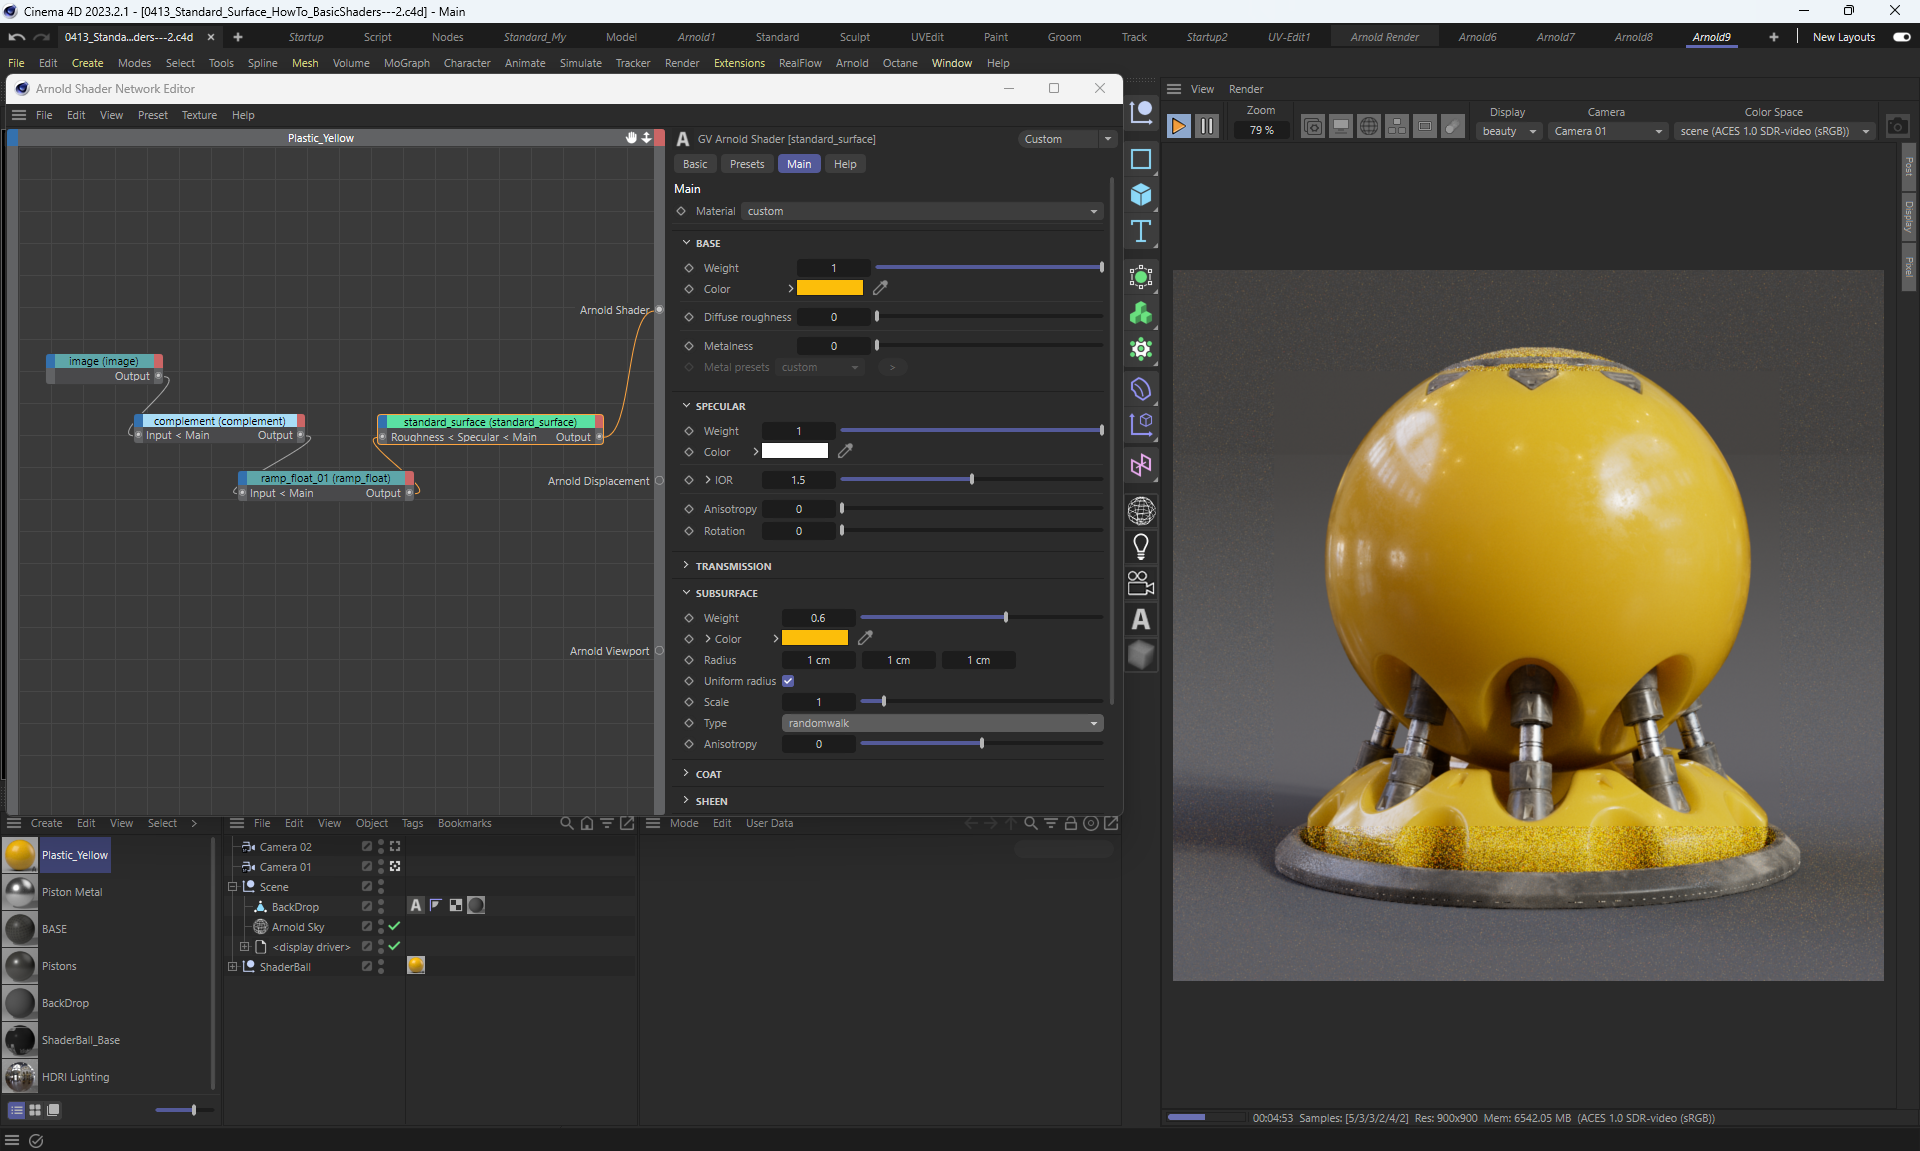 Cinema 4D 2023.2.1 - [0413_Standard_Surface_HowTo_BasicShaders---2.c4d] - Main
0413_Standa...ders---2.c4d × + Startup Script Nodes Standard_My Model Arnold1 Standard Sculpt UVEdit Paint Groom Track Startup2 UV-Edit1 Arnold Render Arnold6 Arnold7 Arnold8 Arnold9 + New Layouts
File Edit Create Modes Select Tools Spline Mesh Volume MoGraph Character Animate Simulate Tracker Render Extensions RealFlow Arnold Octane Window Help
Arnold Shader Network Editor
File Edit View Preset Texture Help
Plastic_Yellow
Arnold Shader
image (image)
Output
complement (complement)
Input < Main Output
standard_surface (standard_surface)
Roughness < Specular < Main Output
ramp_float_01 (ramp_float)
Input < Main Output
Arnold Displacement
Arnold Viewport
A GV Arnold Shader [standard_surface] Custom
Basic Presets Main Help
Main
Material custom
BASE
Weight 1
Color
Diffuse roughness 0
Metalness 0
Metal presets custom >
SPECULAR
Weight 1
Color
IOR 1.5
Anisotropy 0
Rotation 0
TRANSMISSION
SUBSURFACE
Weight 0.6
Color
Radius 1 cm 1 cm 1 cm
Uniform radius
Scale 1
Type randomwalk
Anisotropy 0
COAT
SHEEN
T
A
View Render
Zoom Display Camera Color Space
79 % beauty Camera 01 scene (ACES 1.0 SDR-video (sRGB))
Post
Display
Pixel
Create Edit View Select >
Plastic_Yellow
Piston Metal
BASE
Pistons
BackDrop
ShaderBall_Base
HDRI Lighting
File Edit View Object Tags Bookmarks
Camera 02
Camera 01
Scene
BackDrop A
Arnold Sky
<display driver>
ShaderBall
Mode Edit User Data
00:04:53 Samples: [5/3/3/2/4/2] Res: 900x900 Mem: 6542.05 MB (ACES 1.0 SDR-video (sRGB))